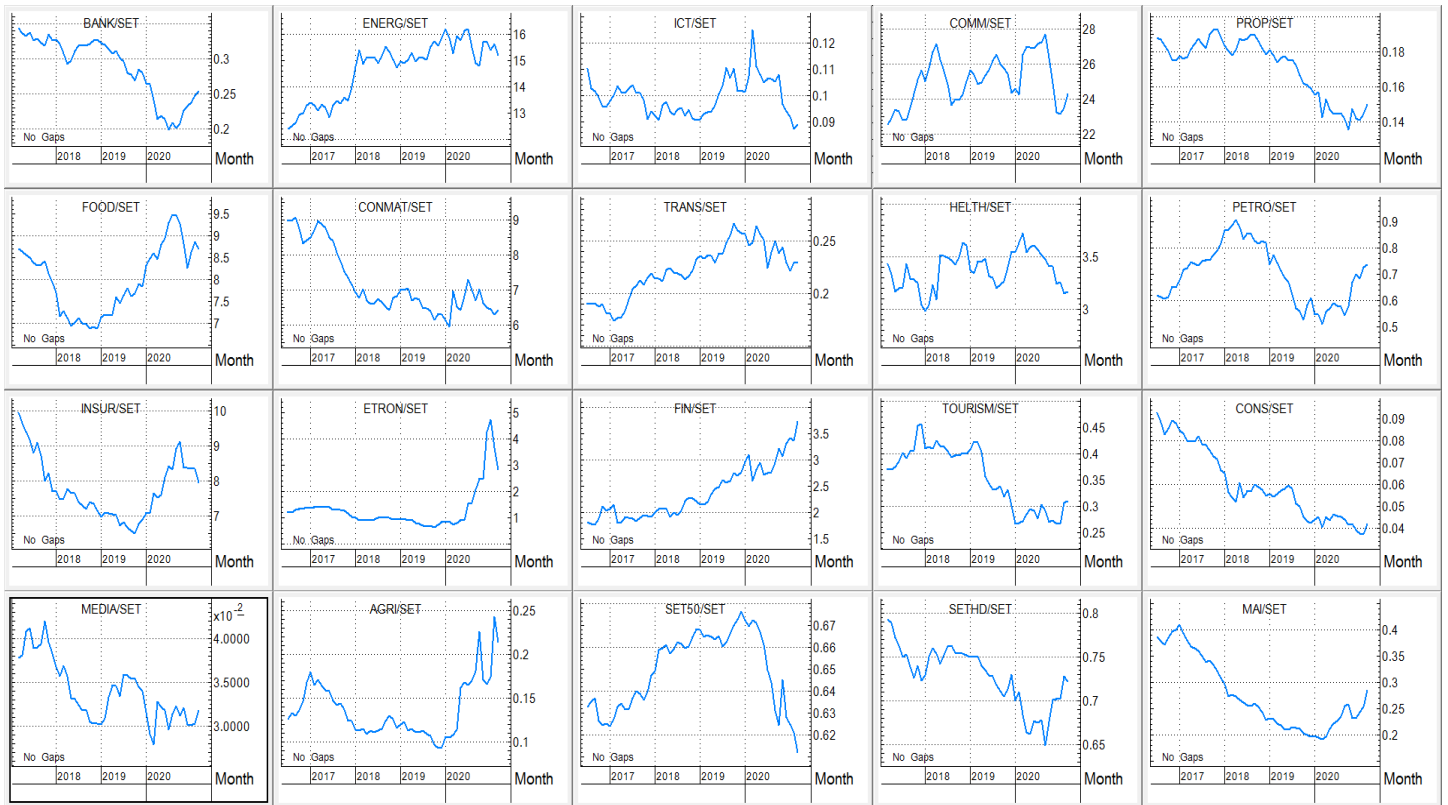 BANK/SET
0.3
0.25
0.2
No Gaps
2018 2019 2020 Month
ENERG/SET
16
15
14
13
No Gaps
2017 2018 2019 2020 Month
ICT/SET
0.12
0.11
0.1
0.09
No Gaps
2017 2018 2019 2020 Month
COMM/SET
28
26
24
22
No Gaps
2018 2019 2020 Month
PROP/SET
0.18
0.16
0.14
No Gaps
2017 2018 2019 2020 Month
FOOD/SET
9.5
9
8.5
8
7.5
7
No Gaps
2018 2019 2020 Month
CONMAT/SET
9
8
7
6
No Gaps
2017 2018 2019 2020 Month
TRANS/SET
0.25
0.2
No Gaps
2017 2018 2019 2020 Month
HELTH/SET
3.5
3
No Gaps
2018 2019 2020 Month
PETRO/SET
0.9
0.8
0.7
0.6
0.5
No Gaps
2017 2018 2019 2020 Month
INSUR/SET
10
9
8
7
No Gaps
2018 2019 2020 Month
ETRON/SET
5
4
3
2
1
No Gaps
2017 2018 2019 2020 Month
FIN/SET
3.5
3
2.5
2
1.5
No Gaps
2017 2018 2019 2020 Month
TOURISM/SET
0.45
0.4
0.35
0.3
0.25
No Gaps
2018 2019 2020 Month
CONS/SET
0.09
0.08
0.07
0.06
0.05
0.04
No Gaps
2017 2018 2019 2020 Month
MEDIA/SET
x10-2
4.0000
3.5000
3.0000
No Gaps
2018 2019 2020 Month
AGRI/SET
0.25
0.2
0.15
0.1
No Gaps
2017 2018 2019 2020 Month
SET50/SET
0.67
0.66
0.65
0.64
0.63
0.62
No Gaps
2017 2018 2019 2020 Month
SETHD/SET
0.8
0.75
0.7
0.65
No Gaps
2018 2019 2020 Month
MAI/SET
0.4
0.35
0.3
0.25
0.2
No Gaps
2017 2018 2019 2020 Month